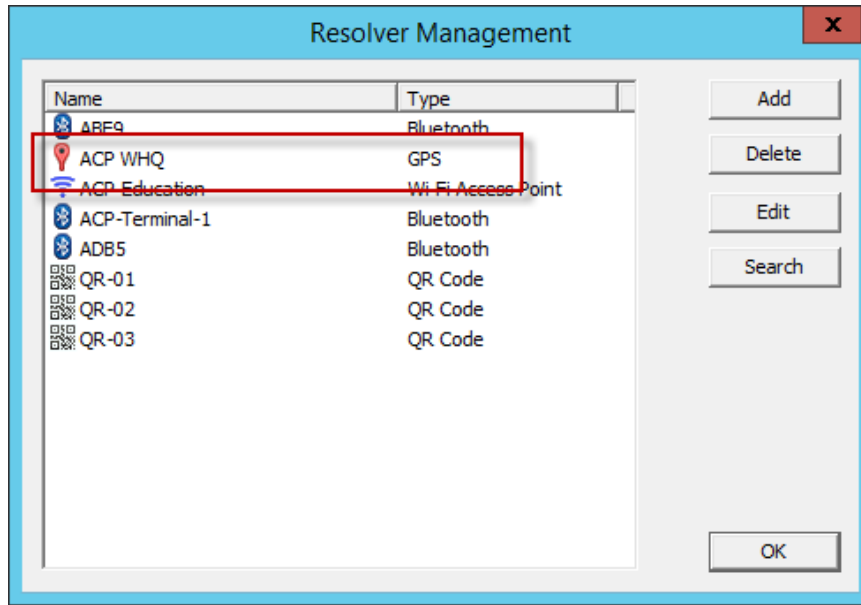 Resolver Management
x
Name Type
ABE9 Bluetooth
ACP WHQ GPS
ACP-Education Wi-Fi Access Point
ACP-Terminal-1 Bluetooth
ADB5 Bluetooth
QR-01 QR Code
QR-02 QR Code
QR-03 QR Code
Add
Delete
Edit
Search
OK